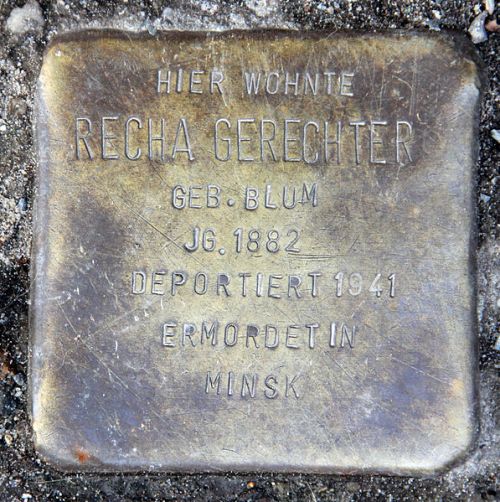 HIER WOHNTE
RECHA GERECHTER
GEB. BLUM
JG. 1882
DEPORTIERT 1941
ERMORDET IN
MINSK